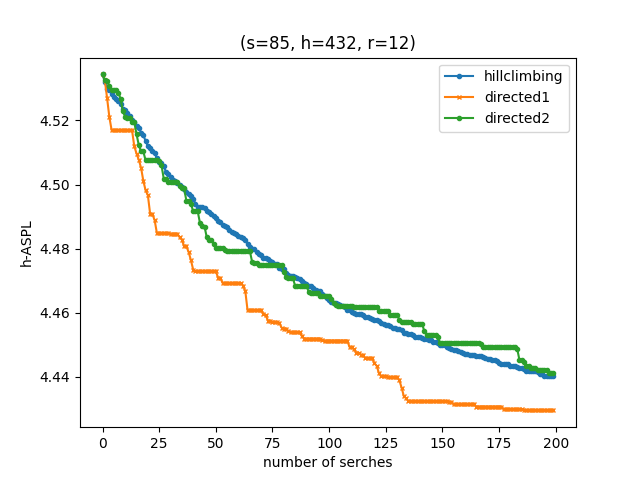 (s=85, h=432, r=12)
hillclimbing
directed1
directed2
4.52
4.50
4.48
4.46
4.44
h-ASPL
0 25 50 75 100 125 150 175 200
number of serches